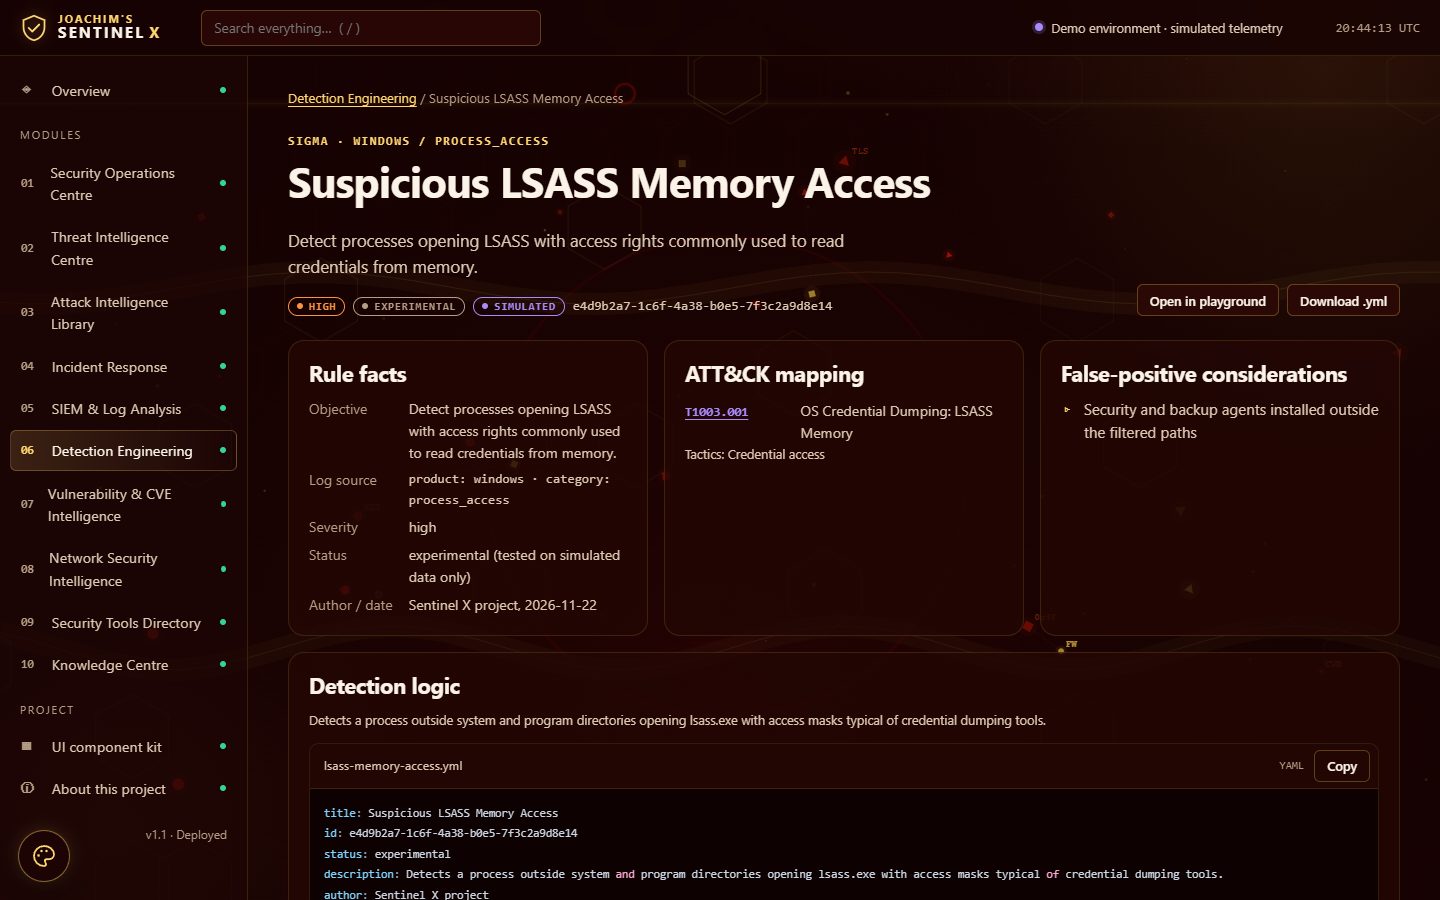 JOACHIM'S
SENTINEL X
Search everything... ( / )
Demo environment · simulated telemetry
20:44:13 UTC
Overview
MODULES
01 Security Operations
Centre
02 Threat Intelligence
Centre
03 Attack Intelligence
Library
04 Incident Response
05 SIEM & Log Analysis
06 Detection Engineering
07 Vulnerability & CVE
Intelligence
08 Network Security
Intelligence
09 Security Tools Directory
10 Knowledge Centre
PROJECT
UI component kit
About this project
v1.1 · Deployed
Detection Engineering / Suspicious LSASS Memory Access
SIGMA · WINDOWS / PROCESS_ACCESS
TLS
Suspicious LSASS Memory Access
Detect processes opening LSASS with access rights commonly used to read
credentials from memory.
HIGH
EXPERIMENTAL
SIMULATED
e4d9b2a7-1c6f-4a38-b0e5-7f3c2a9d8e14
Open in playground
Download .yml
Rule facts
Objective Detect processes opening LSASS
with access rights commonly used
to read credentials from memory.
Log source product: windows · category:
process_access
Severity high
Status experimental (tested on simulated
data only)
Author / date Sentinel X project, 2026-11-22
ATT&CK mapping
T1003.001 OS Credential Dumping: LSASS
Memory
Tactics: Credential access
False-positive considerations
Security and backup agents installed outside
the filtered paths
FW
Detection logic
Detects a process outside system and program directories opening lsass.exe with access masks typical of credential dumping tools.
lsass-memory-access.yml
YAML
Copy
title: Suspicious LSASS Memory Access
id: e4d9b2a7-1c6f-4a38-b0e5-7f3c2a9d8e14
status: experimental
description: Detects a process outside system and program directories opening lsass.exe with access masks typical of credential dumping tools.
author: Sentinel X project